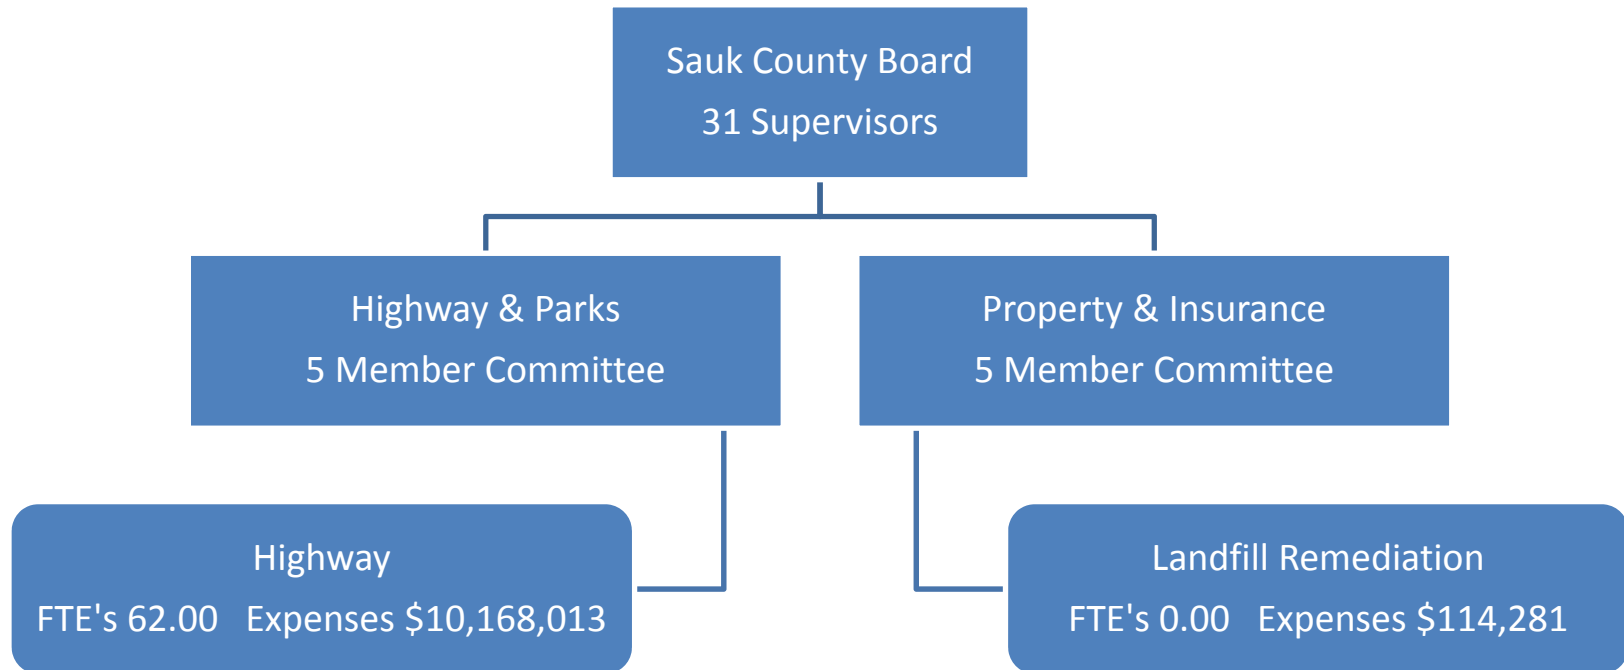 Sauk County Board
31 Supervisors
Highway & Parks
5 Member Committee
Property & Insurance
5 Member Committee
Highway
FTE's 62.00   Expenses $10,168,013
Landfill Remediation
FTE's 0.00   Expenses $114,281